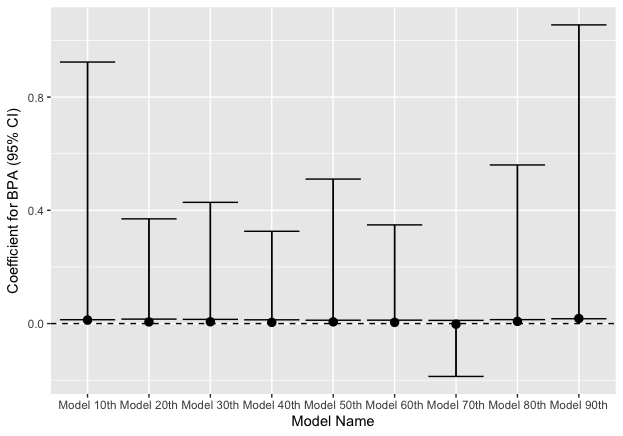 Coefficient for BPA (95% CI)
0.8
0.4
0.0
Model 10th Model 20th Model 30th Model 40th Model 50th Model 60th Model 70th Model 80th Model 90th
Model Name